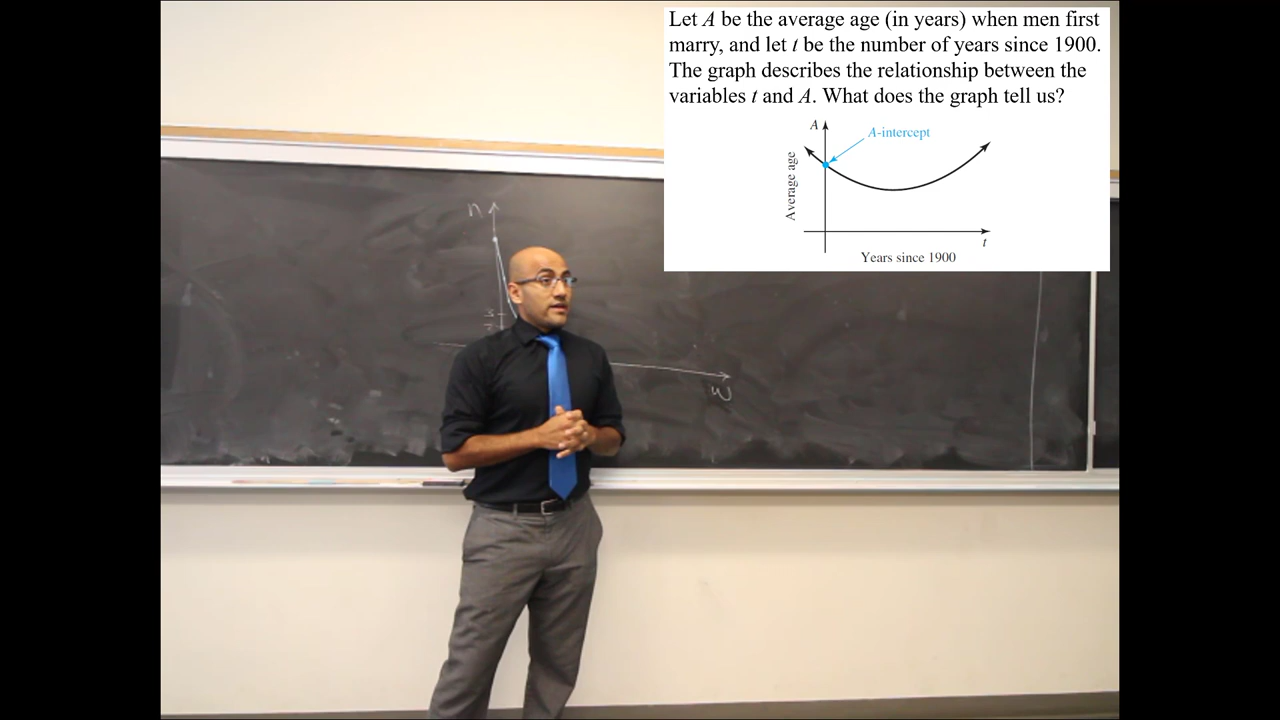 Let A be the average age (in years) when men first
marry, and let t be the number of years since 1900.
The graph describes the relationship between the
variables t and A. What does the graph tell us?
A
A-intercept
Average age
t
Years since 1900
n
w